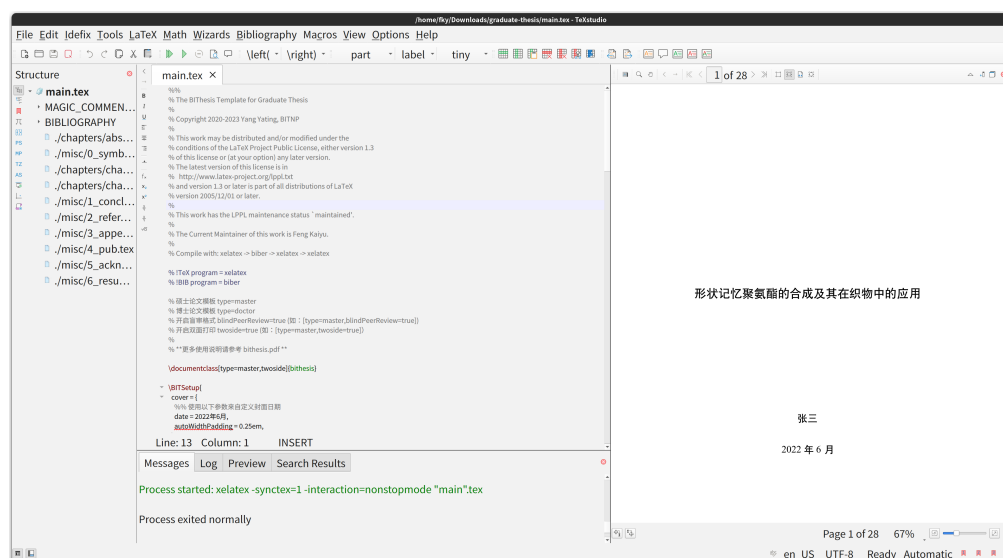 /home/fky/Downloads/graduate-thesis/main.tex - TeXstudio
File Edit Idefix Tools LaTeX Math Wizards Bibliography Macros View Options Help
\left( \right) part label tiny
Structure
main.tex
MAGIC_COMMEN...
BIBLIOGRAPHY
./chapters/abs...
./misc/0_symb...
./chapters/cha...
./chapters/cha...
./misc/1_concl...
./misc/2_refer...
./misc/3_appe...
./misc/4_pub.tex
./misc/5_ackn...
./misc/6_resu...
main.tex
%%
% The BIThesis Template for Graduate Thesis
%
% Copyright 2020-2023 Yang Yating, BITNP
%
% This work may be distributed and/or modified under the
% conditions of the LaTeX Project Public License, either version 1.3
% of this license or (at your option) any later version.
% The latest version of this license is in
% http://www.latex-project.org/lppl.txt
% and version 1.3 or later is part of all distributions of LaTeX
% version 2005/12/01 or later.
%
% This work has the LPPL maintenance status `maintained'.
%
% The Current Maintainer of this work is Feng Kaiyu.
%
% Compile with: xelatex -> biber -> xelatex -> xelatex
% !TeX program = xelatex
% !BIB program = biber
% 硕士论文模板 type=master
% 博士论文模板 type=doctor
% 开启盲审格式 blindPeerReview=true (如：[type=master,blindPeerReview=true])
% 开启双面打印 twoside=true (如：[type=master,twoside=true])
%
% **更多使用说明请参考 bithesis.pdf **
\documentclass[type=master,twoside]{bithesis}
\BITSetup{
cover = {
%% 使用以下参数来自定义封面日期
date = 2022年6月,
autoWidthPadding = 0.25em,
Line: 13 Column: 1 INSERT
Messages Log Preview Search Results
Process started: xelatex -synctex=1 -interaction=nonstopmode "main".tex
Process exited normally
1 of 28
形状记忆聚氨酯的合成及其在织物中的应用
张三
2022 年 6 月
Page 1 of 28 67%
en_US UTF-8 Ready Automatic